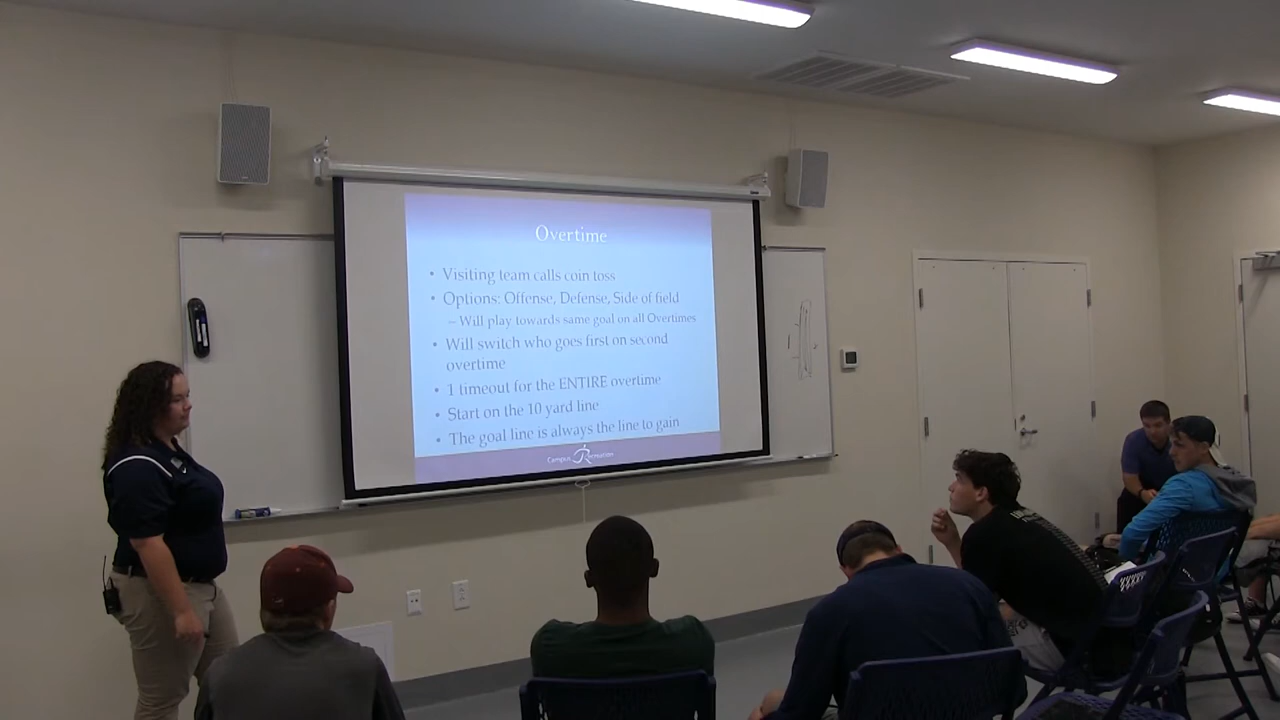 Overtime
• Visiting team calls coin toss
• Options: Offense, Defense, Side of field
– Will play towards same goal on all Overtimes
• Will switch who goes first on second
overtime
• 1 timeout for the ENTIRE overtime
• Start on the 10 yard line
• The goal line is always the line to gain
Campus Recreation